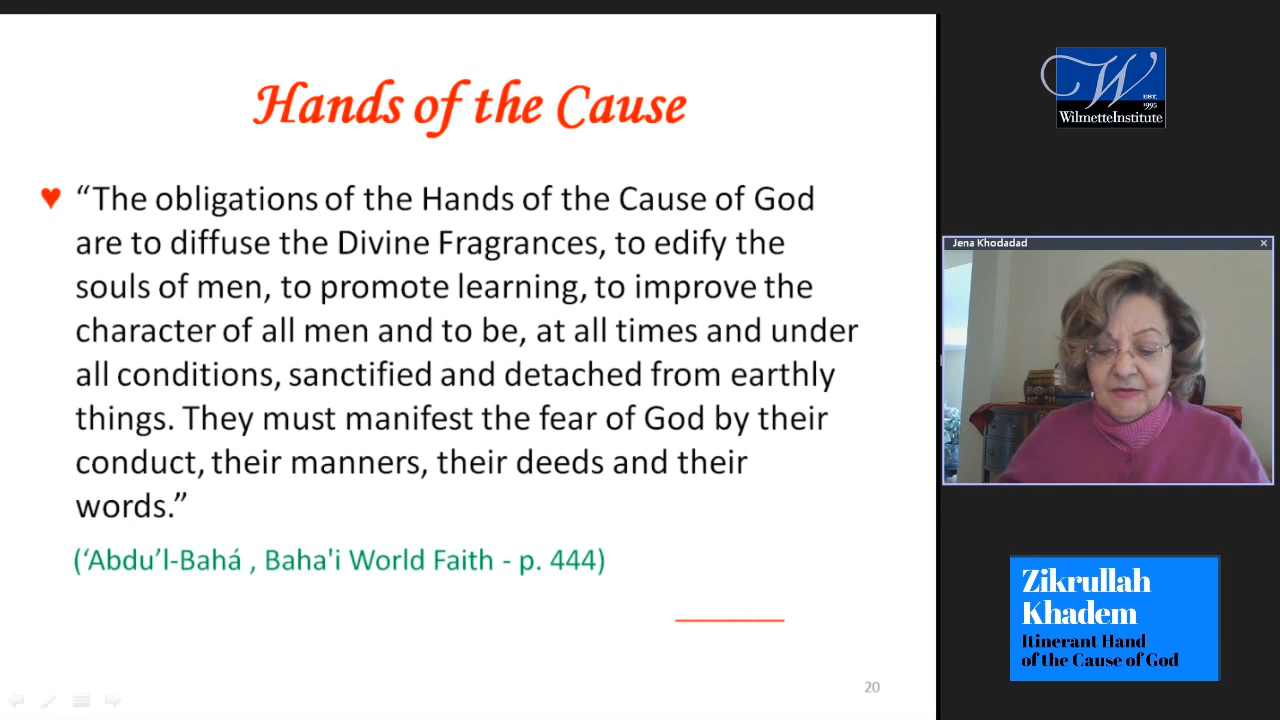 Hands of the Cause
♥ “The obligations of the Hands of the Cause of God
are to diffuse the Divine Fragrances, to edify the
souls of men, to promote learning, to improve the
character of all men and to be, at all times and under
all conditions, sanctified and detached from earthly
things. They must manifest the fear of God by their
conduct, their manners, their deeds and their
words.”
(‘Abdu’l-Bahá , Baha'i World Faith - p. 444)
20
W
EST.
1995
WilmetteInstitute
Jena Khodadad
Zikrullah
Khadem
Itinerant Hand
of the Cause of God